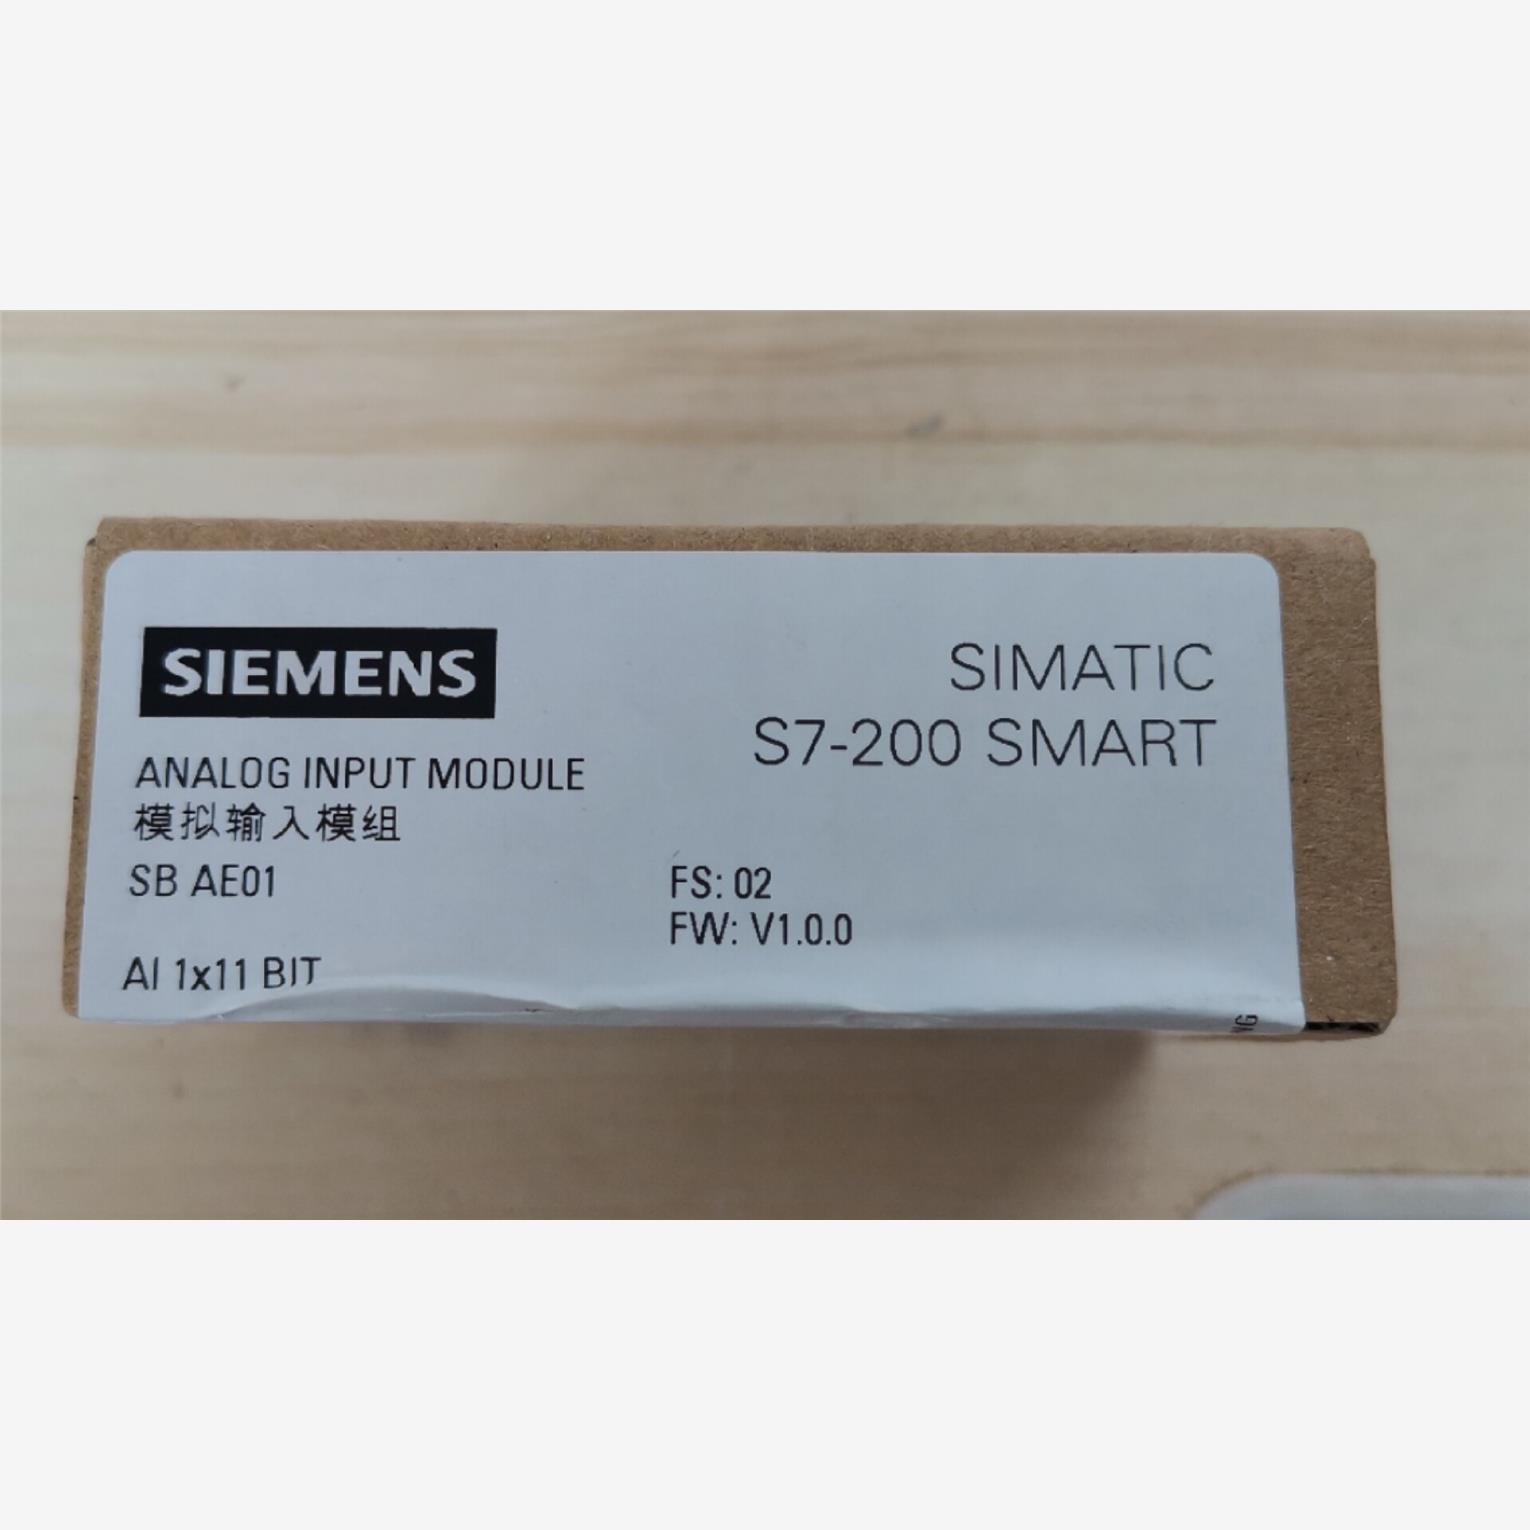 SIEMENS
SIMATIC
S7-200 SMART
ANALOG INPUT MODULE
模拟输入模组
SB AE01
FS: 02
FW: V1.0.0
AI 1x11 BIT